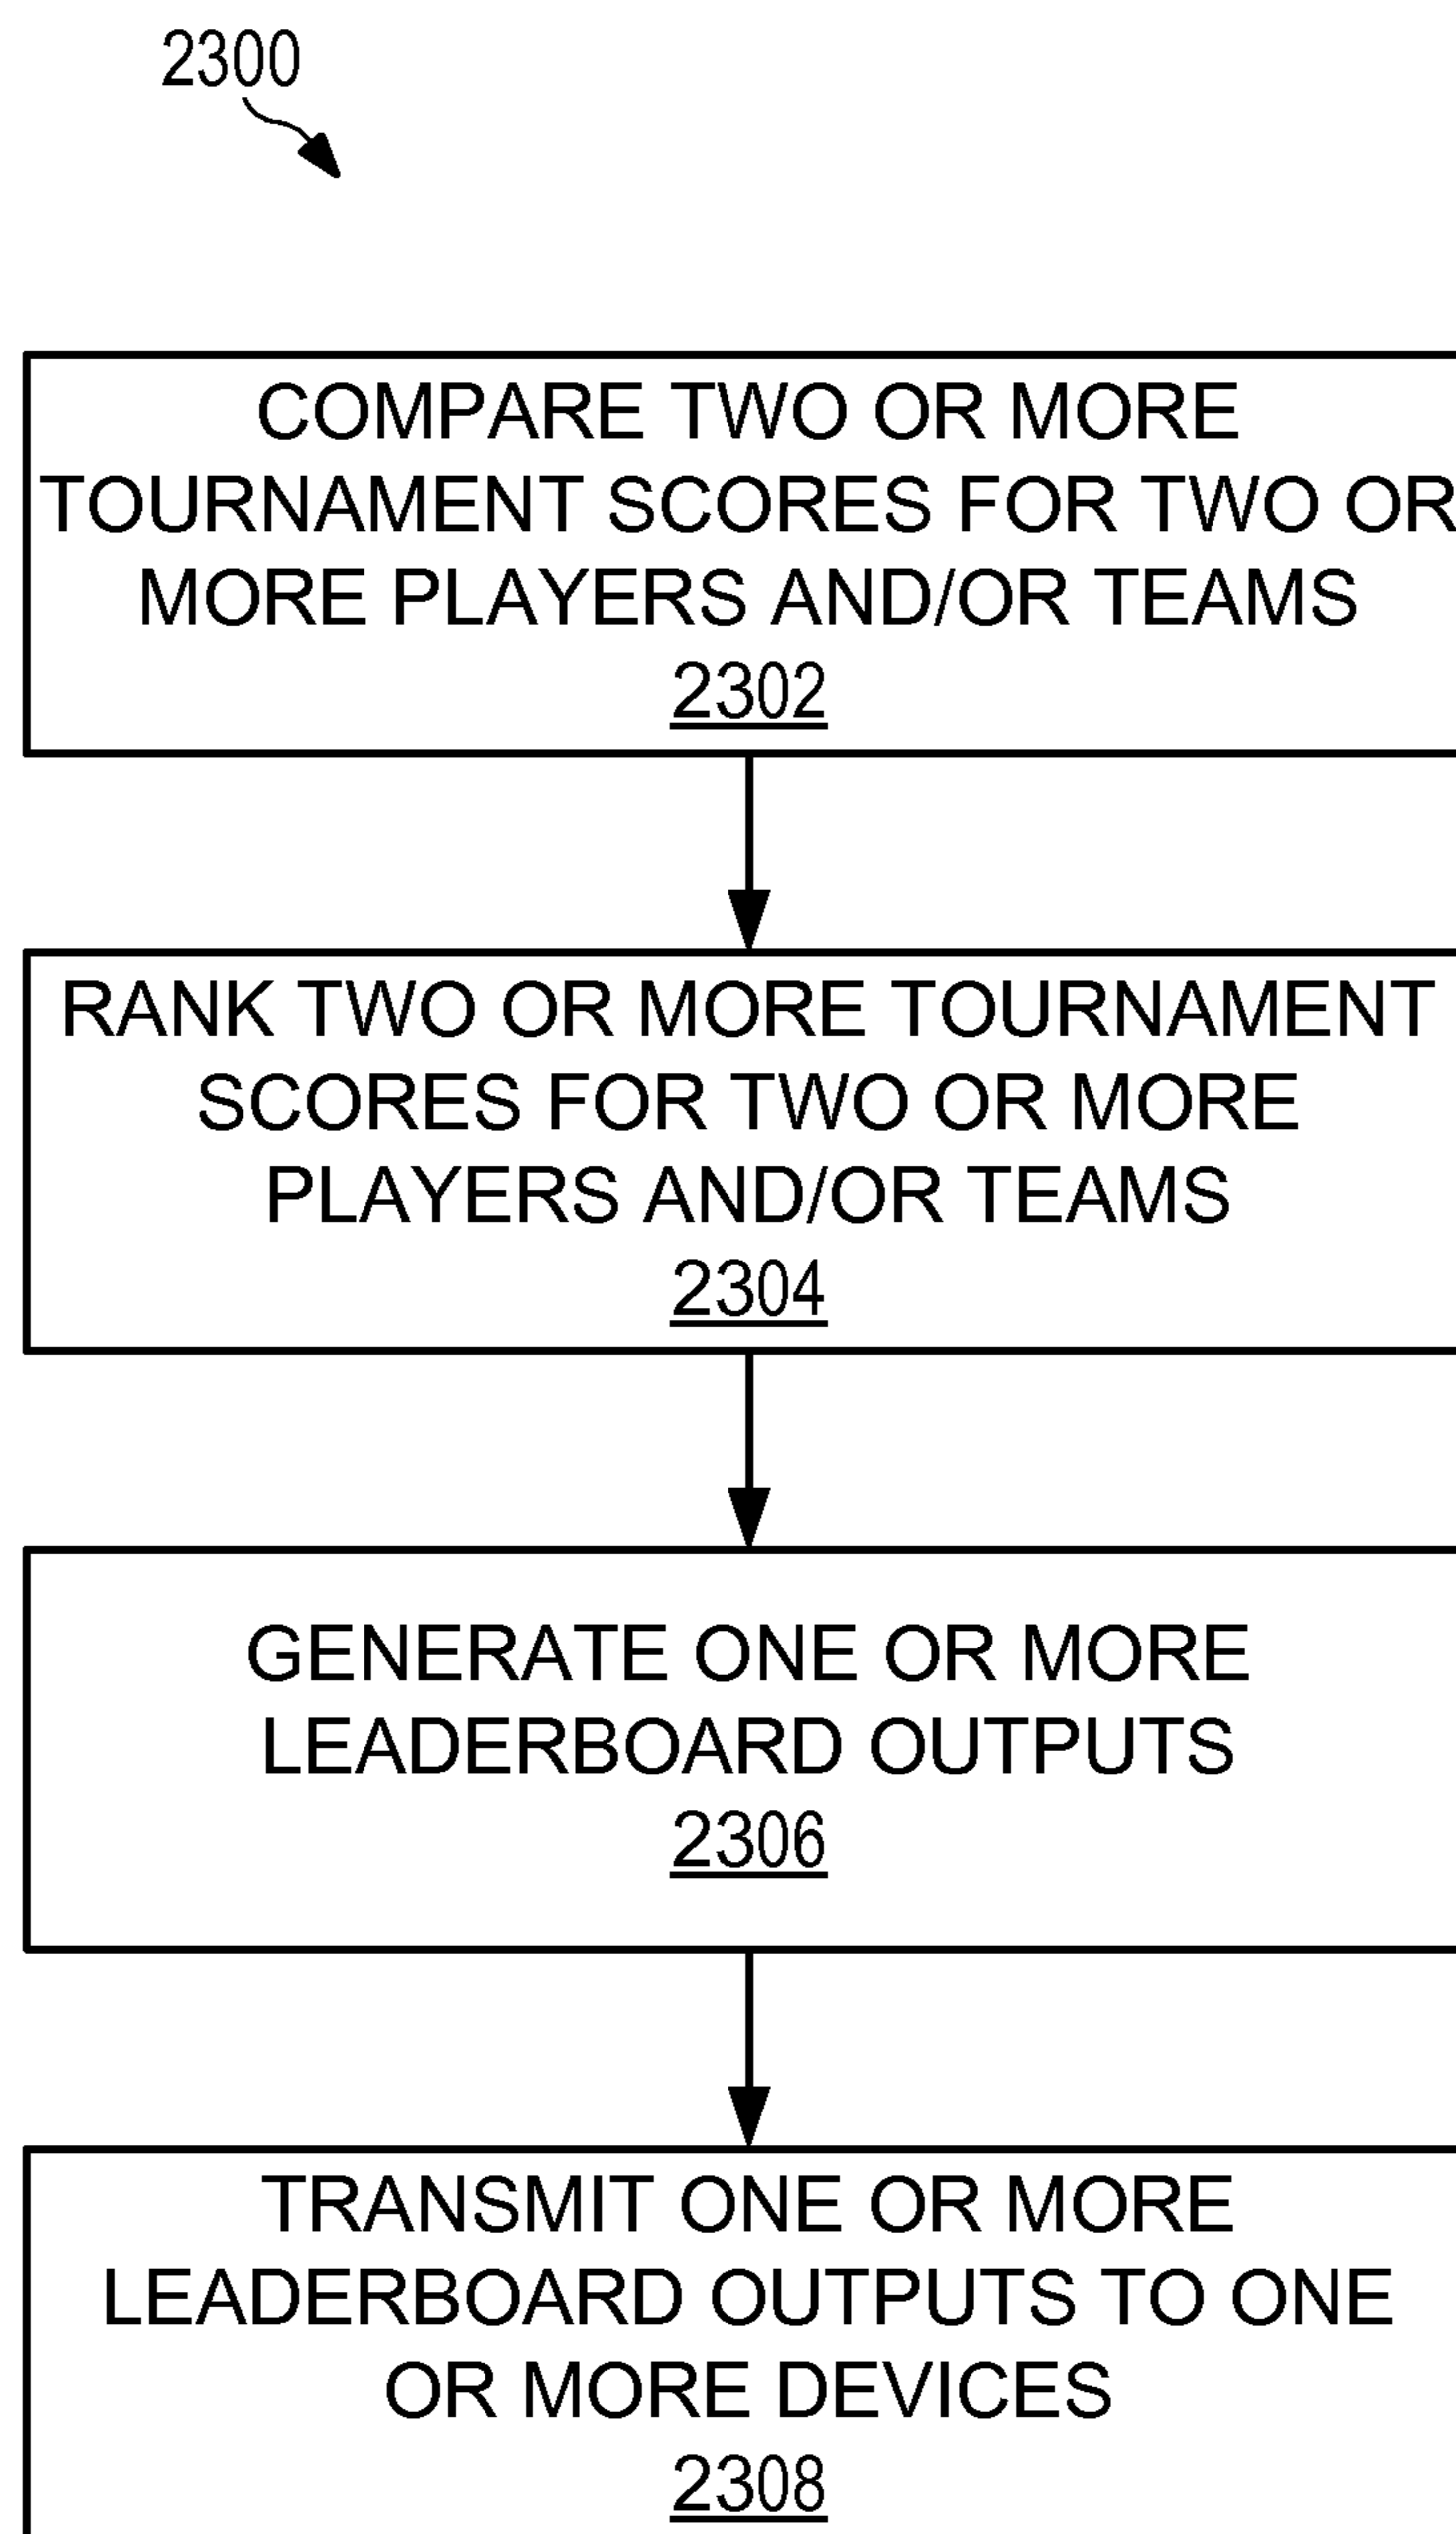 2300
COMPARE TWO OR MORE
TOURNAMENT SCORES FOR TWO OR
MORE PLAYERS AND/OR TEAMS
2302
RANK TWO OR MORE TOURNAMENT
SCORES FOR TWO OR MORE
PLAYERS AND/OR TEAMS
2304
GENERATE ONE OR MORE
LEADERBOARD OUTPUTS
2306
TRANSMIT ONE OR MORE
LEADERBOARD OUTPUTS TO ONE
OR MORE DEVICES
2308